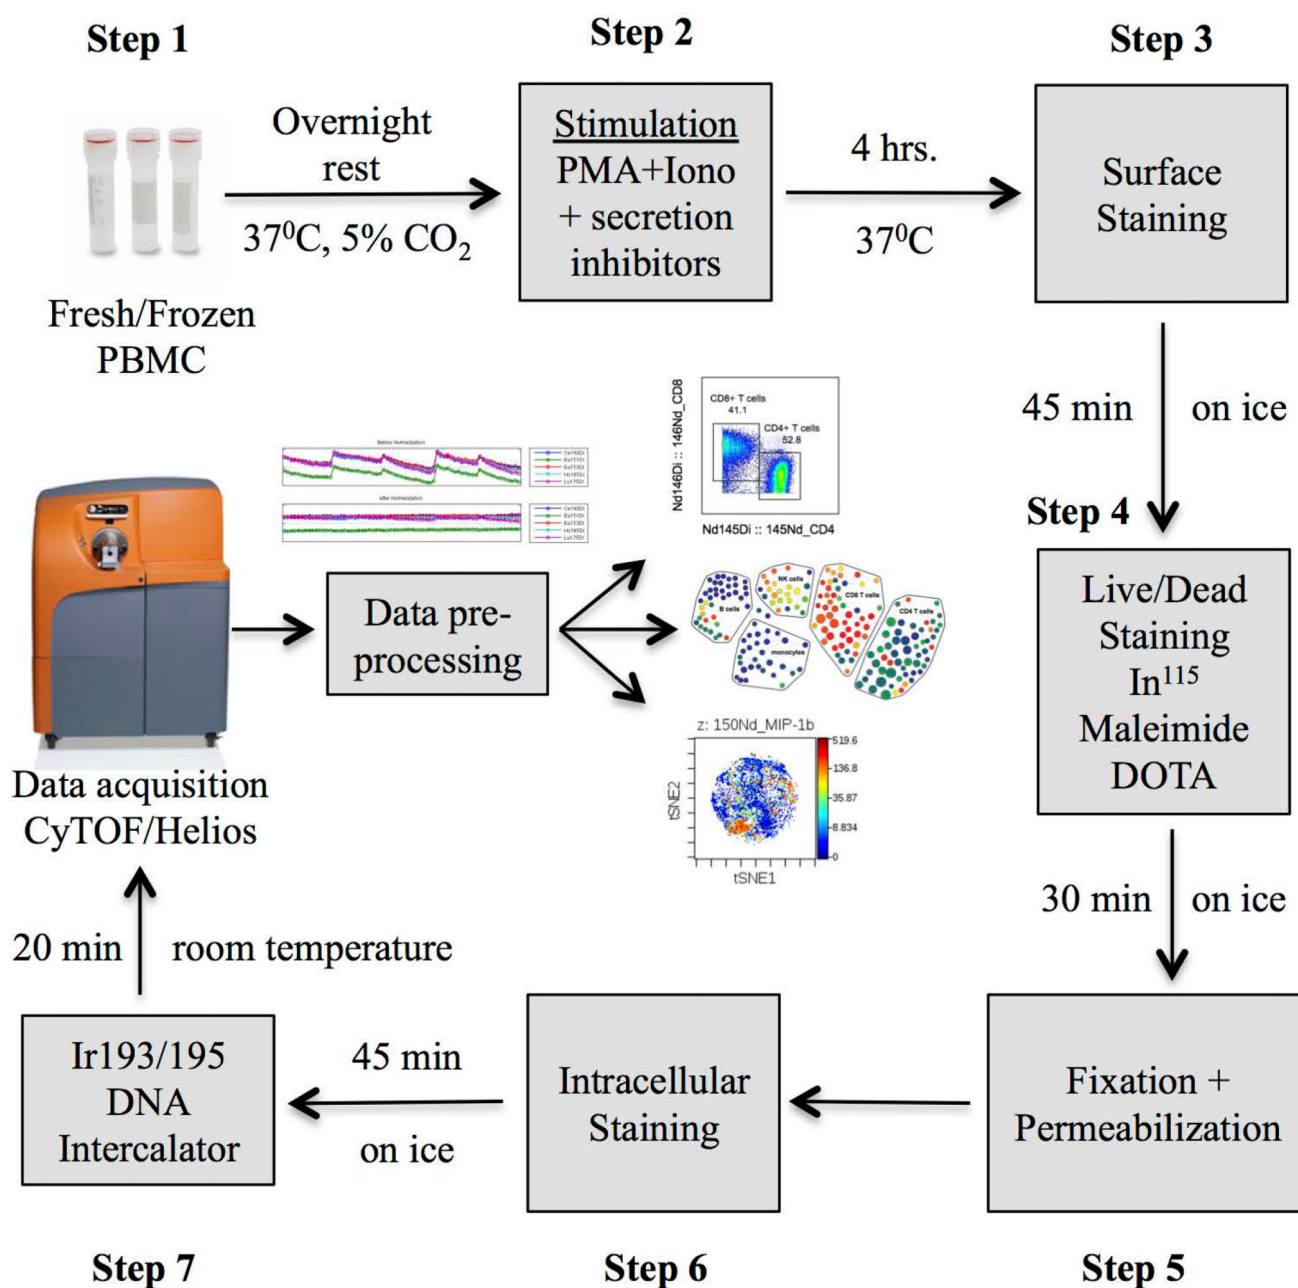 Step 1
Step 2
Step 3
Overnight
rest
37⁰C, 5% CO₂
Stimulation
PMA+Iono
+ secretion
inhibitors
4 hrs.
37⁰C
Surface
Staining
Fresh/Frozen
PBMC
45 min on ice
Step 4
Before Normalization
After Normalization
CD8+ T cells
41.1
CD4+ T cells
52.8
Nd146Di :: 146Nd_CD8
Nd145Di :: 145Nd_CD4
Live/Dead
Staining
In¹¹⁵
Maleimide
DOTA
Data pre-
processing
B cells
NK cells
CD8 T cells
CD4 T cells
monocytes
z: 150Nd_MIP-1b
519.6
136.8
35.87
8.834
0
tSNE2
tSNE1
Data acquisition
CyTOF/Helios
30 min on ice
20 min room temperature
Ir193/195
DNA
Intercalator
45 min
on ice
Intracellular
Staining
Fixation +
Permeabilization
Step 7
Step 6
Step 5